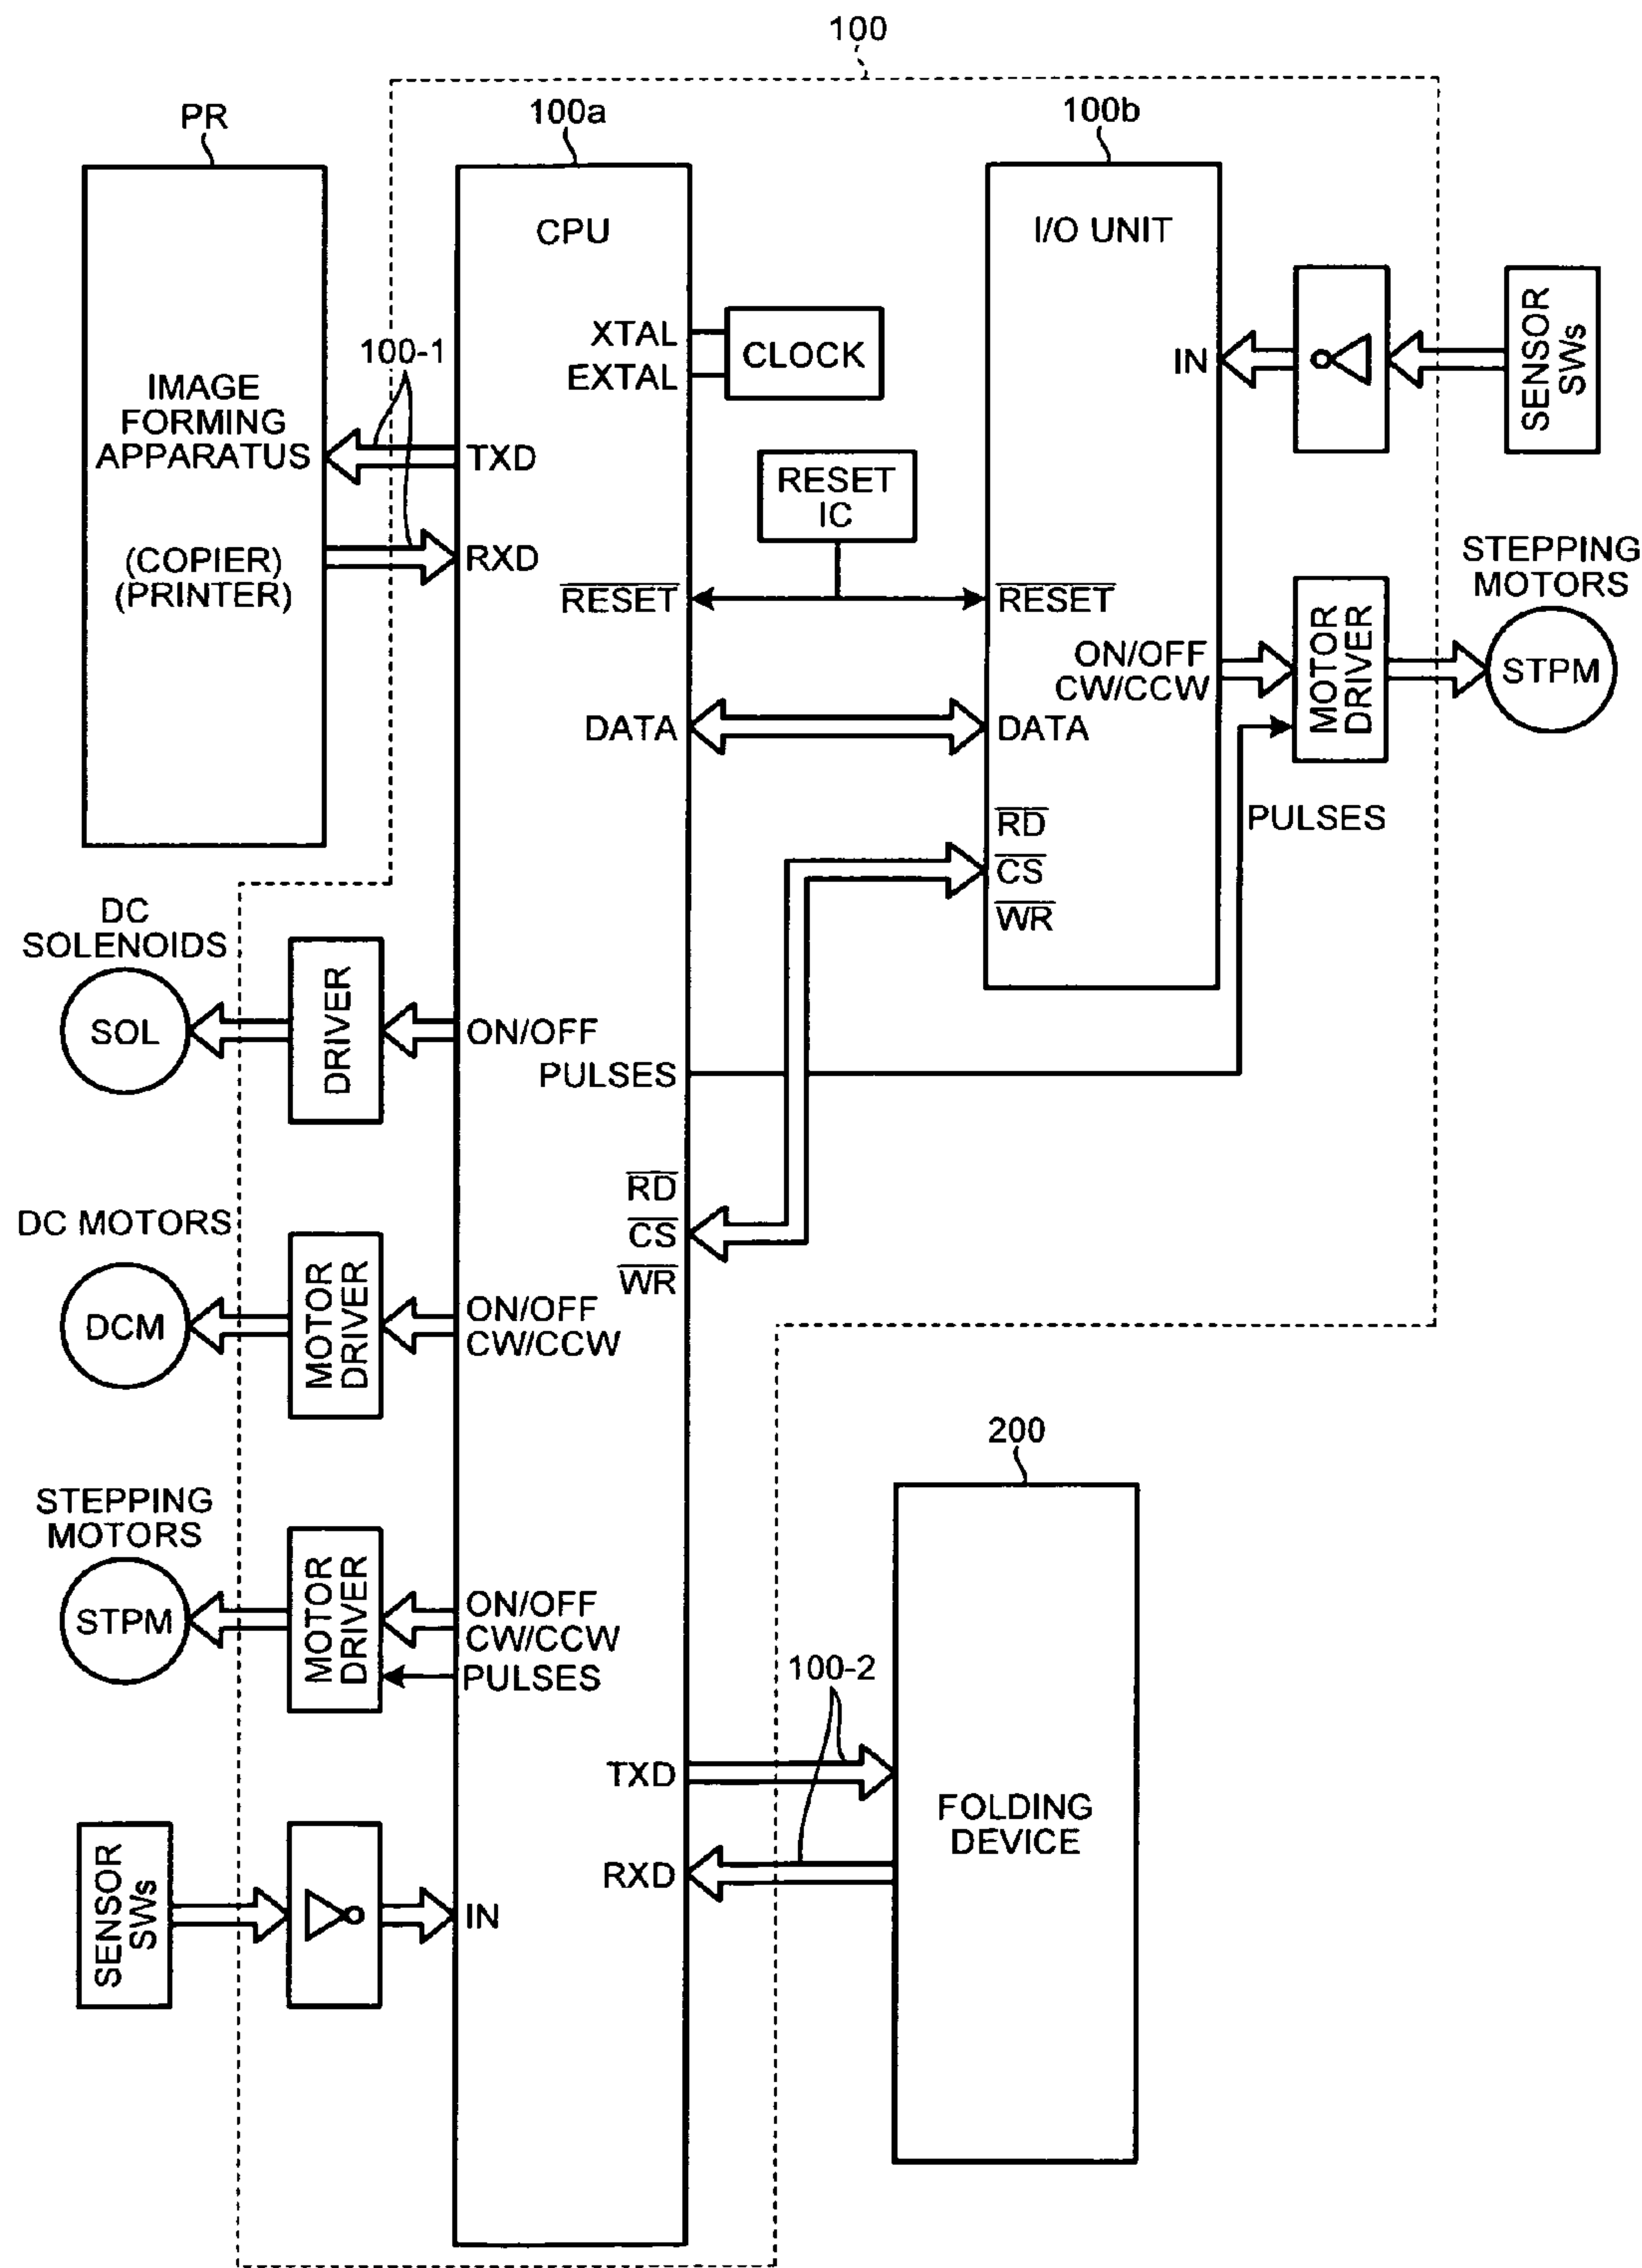 100
PR
100a
100b
CPU
I/O UNIT
XTAL
EXTAL
CLOCK
100-1
IN
SENSOR
SWs
IMAGE
FORMING
APPARATUS
TXD
RESET
IC
(COPIER)
(PRINTER)
RXD
STEPPING
MOTORS
RESET
RESET
ON/OFF
CW/CCW
MOTOR
DRIVER
STPM
DATA
DATA
PULSES
RD
CS
WR
DC
SOLENOIDS
SOL
DRIVER
ON/OFF
PULSES
RD
CS
WR
DC MOTORS
DCM
MOTOR
DRIVER
ON/OFF
CW/CCW
200
STEPPING
MOTORS
STPM
MOTOR
DRIVER
ON/OFF
CW/CCW
PULSES
100-2
TXD
FOLDING
DEVICE
RXD
SENSOR
SWs
IN